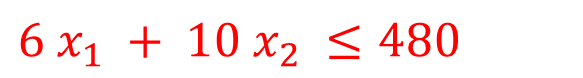 6 x₁ + 10 x₂ ≤ 480